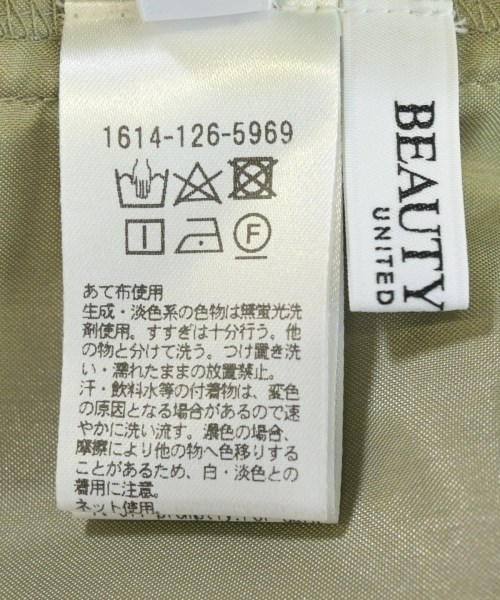 1614-126-5969
F
あて布使用
生成・淡色系の色物は無蛍光洗
剤使用。すすぎは十分行う。他
の物と分けて洗う。つけ置き洗
い・濡れたままの放置禁止。
汗・飲料水等の付着物は、変色
の原因となる場合があるので速
やかに洗い流す。濃色の場合、
摩擦により他の物へ色移りする
ことがあるため、白・淡色との
着用に注意。
ネット使用
BEAUTY
UNITED